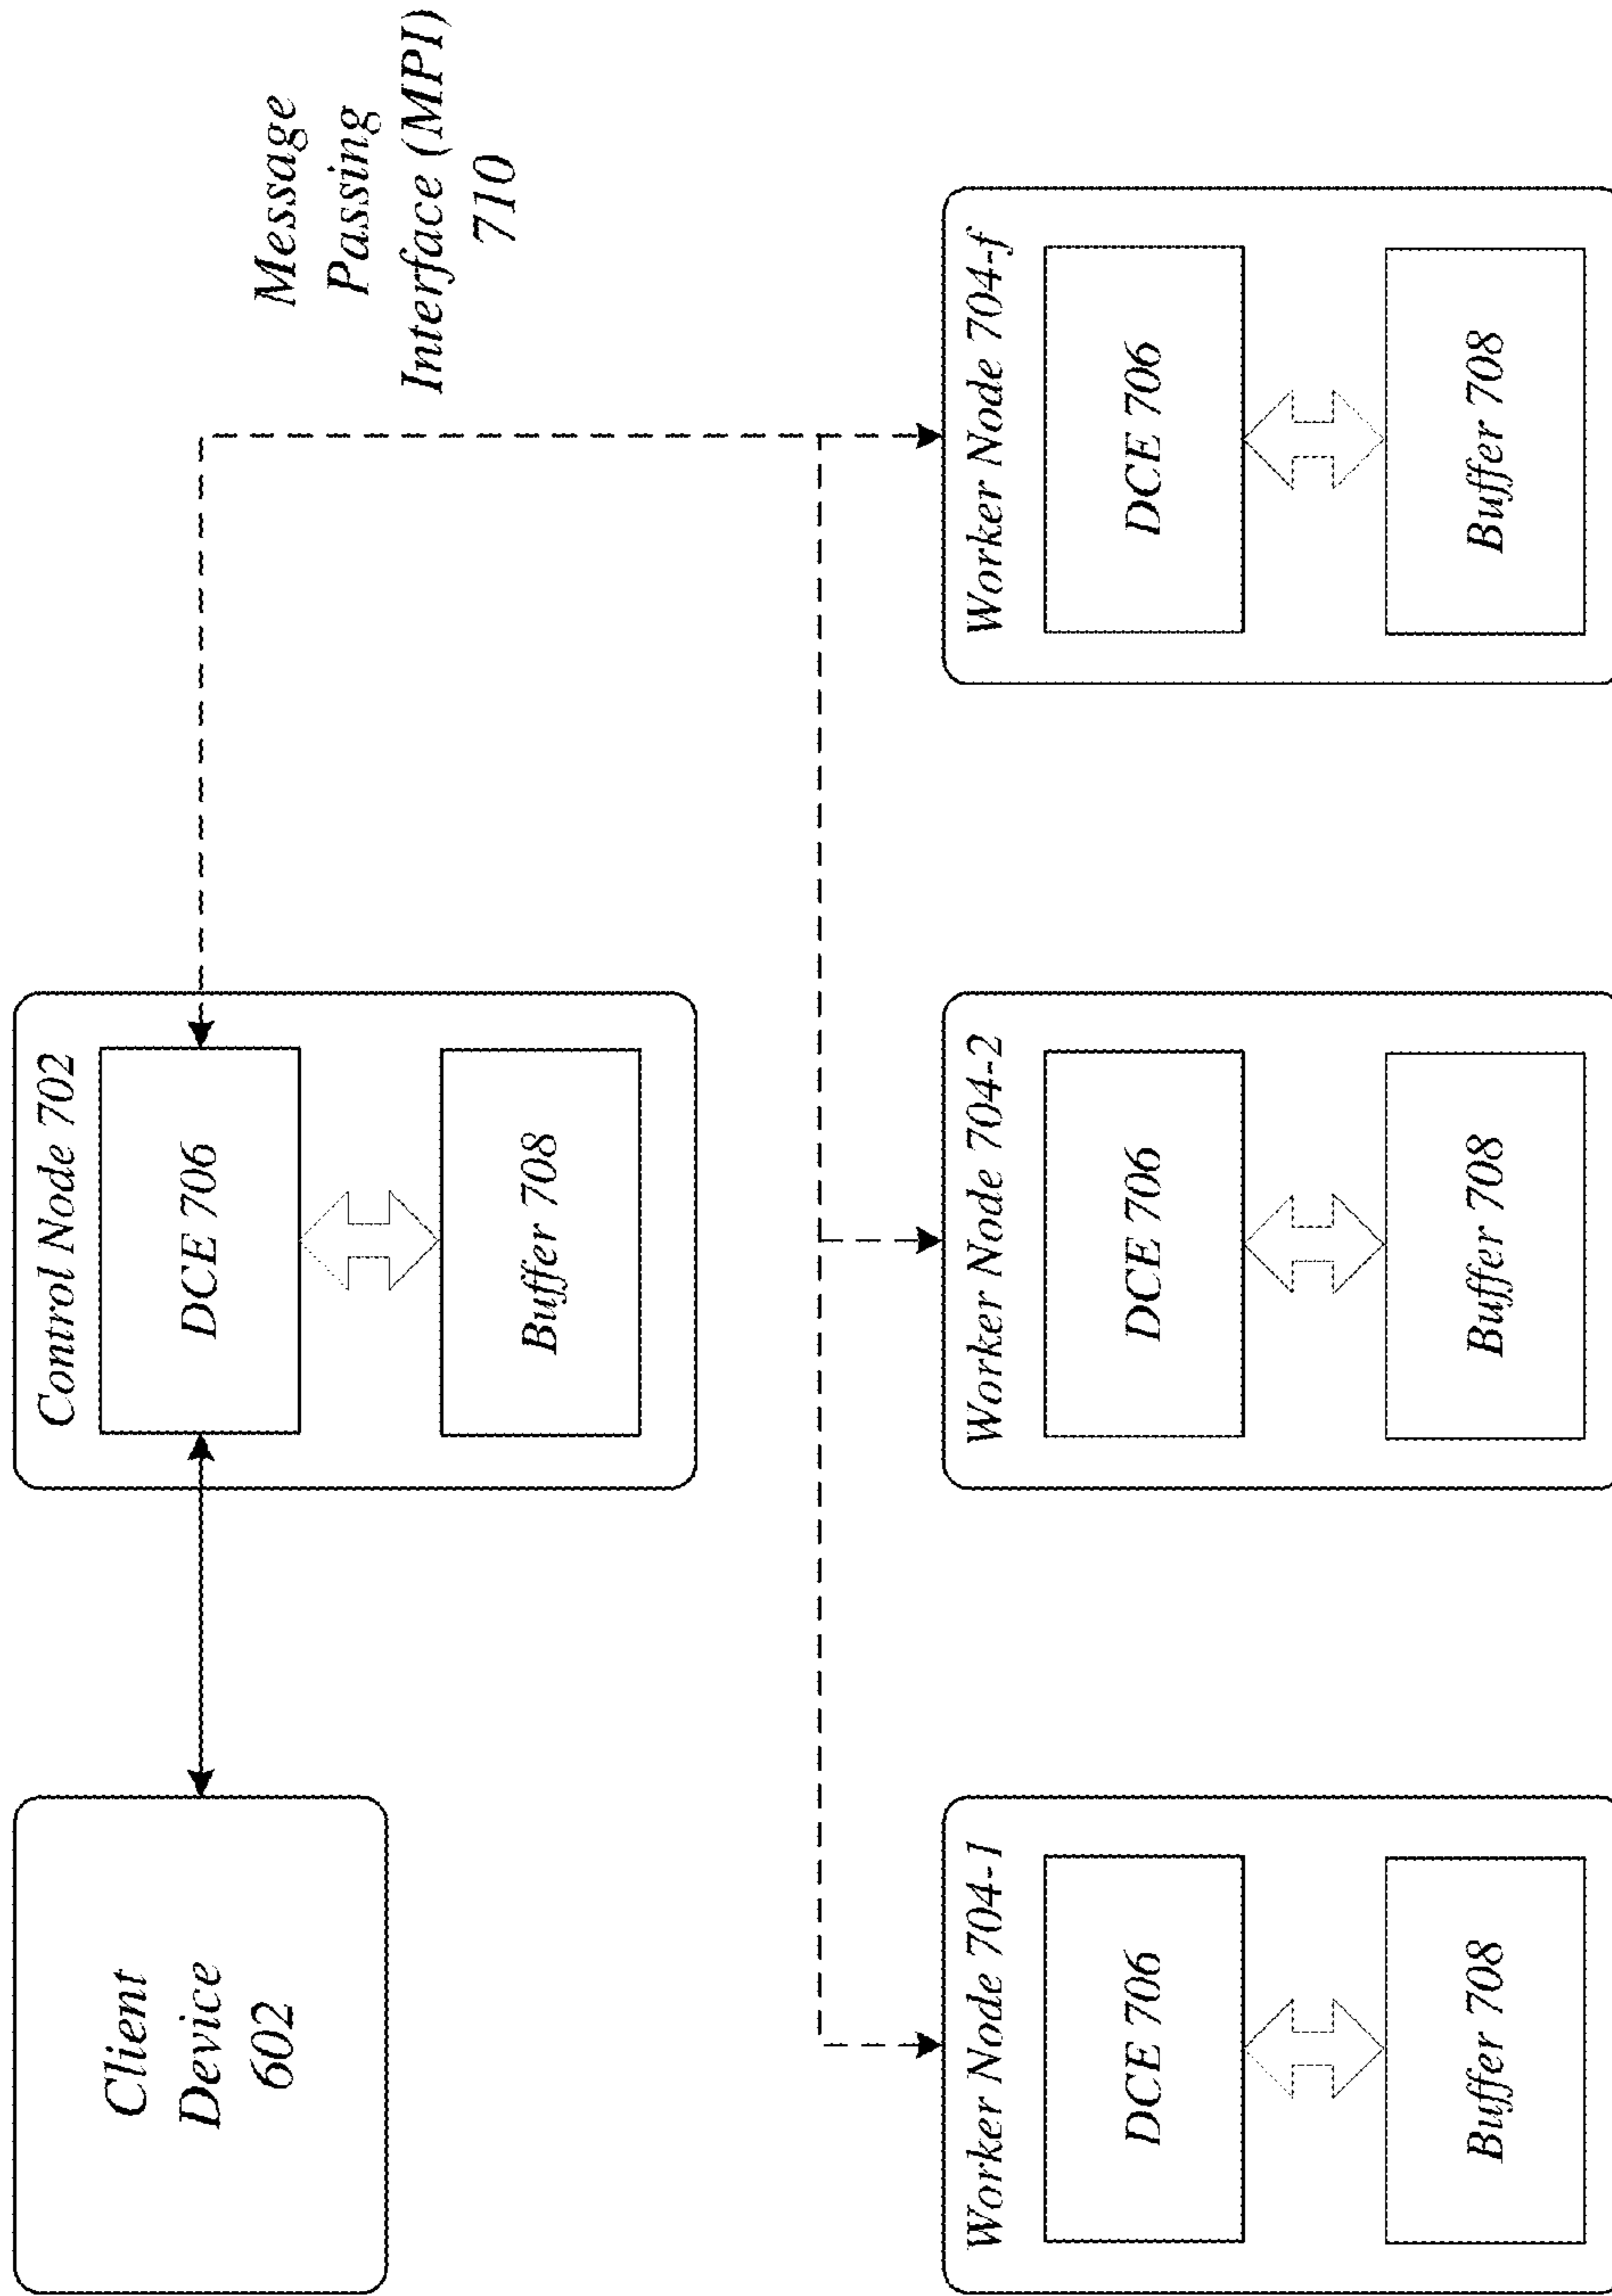 Client
Device
602
Control Node 702
DCE 706
Buffer 708
Message
Passing
Interface (MPI)
710
Worker Node 704-1
DCE 706
Buffer 708
Worker Node 704-2
DCE 706
Buffer 708
Worker Node 704-f
DCE 706
Buffer 708